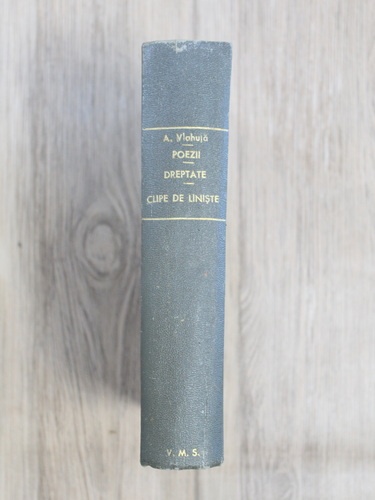 A. Vlahuță
POEZII
DREPTATE
CLIPE DE LINIȘTE
V. M. S.